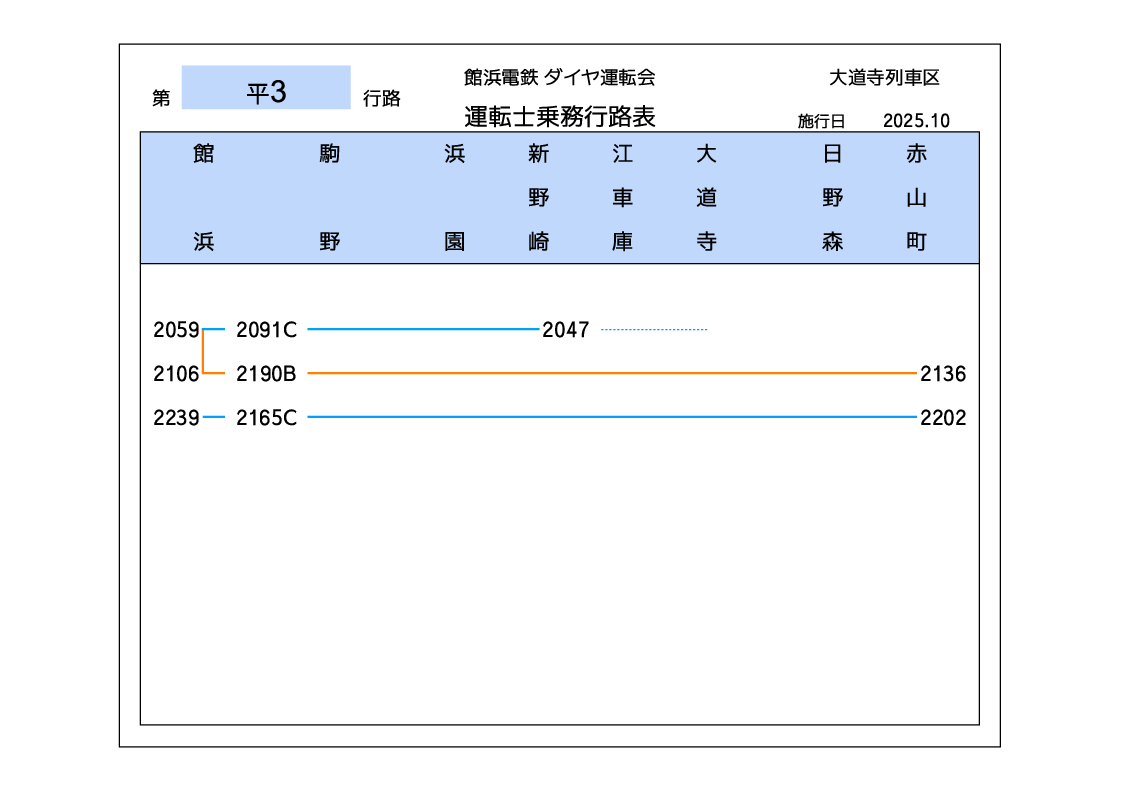 館浜電鉄 ダイヤ運転会
大道寺列車区
第 平3 行路
運転士乗務行路表
施行日 2025.10
館浜 駒野 浜園 新野崎 江車庫 大道寺 日野森 赤山町
2059 2091C 2047
2106 2190B 2136
2239 2165C 2202